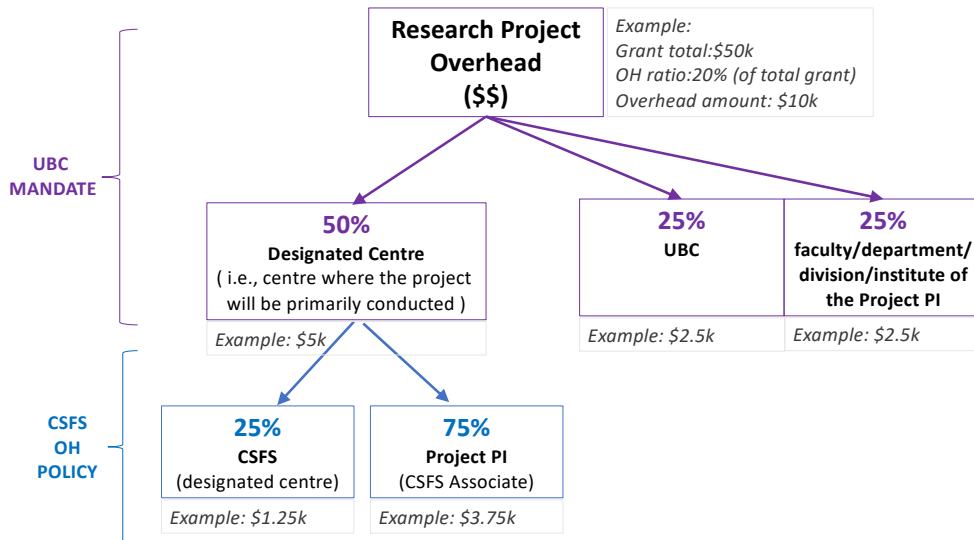 Research Project
Overhead
($$)
Example:
Grant total:$50k
OH ratio:20% (of total grant)
Overhead amount: $10k
UBC
MANDATE
50%
Designated Centre
( i.e., centre where the project
will be primarily conducted )
Example: $5k
25%
UBC
Example: $2.5k
25%
faculty/department/
division/institute of
the Project PI
Example: $2.5k
CSFS
OH
POLICY
25%
CSFS
(designated centre)
Example: $1.25k
75%
Project PI
(CSFS Associate)
Example: $3.75k